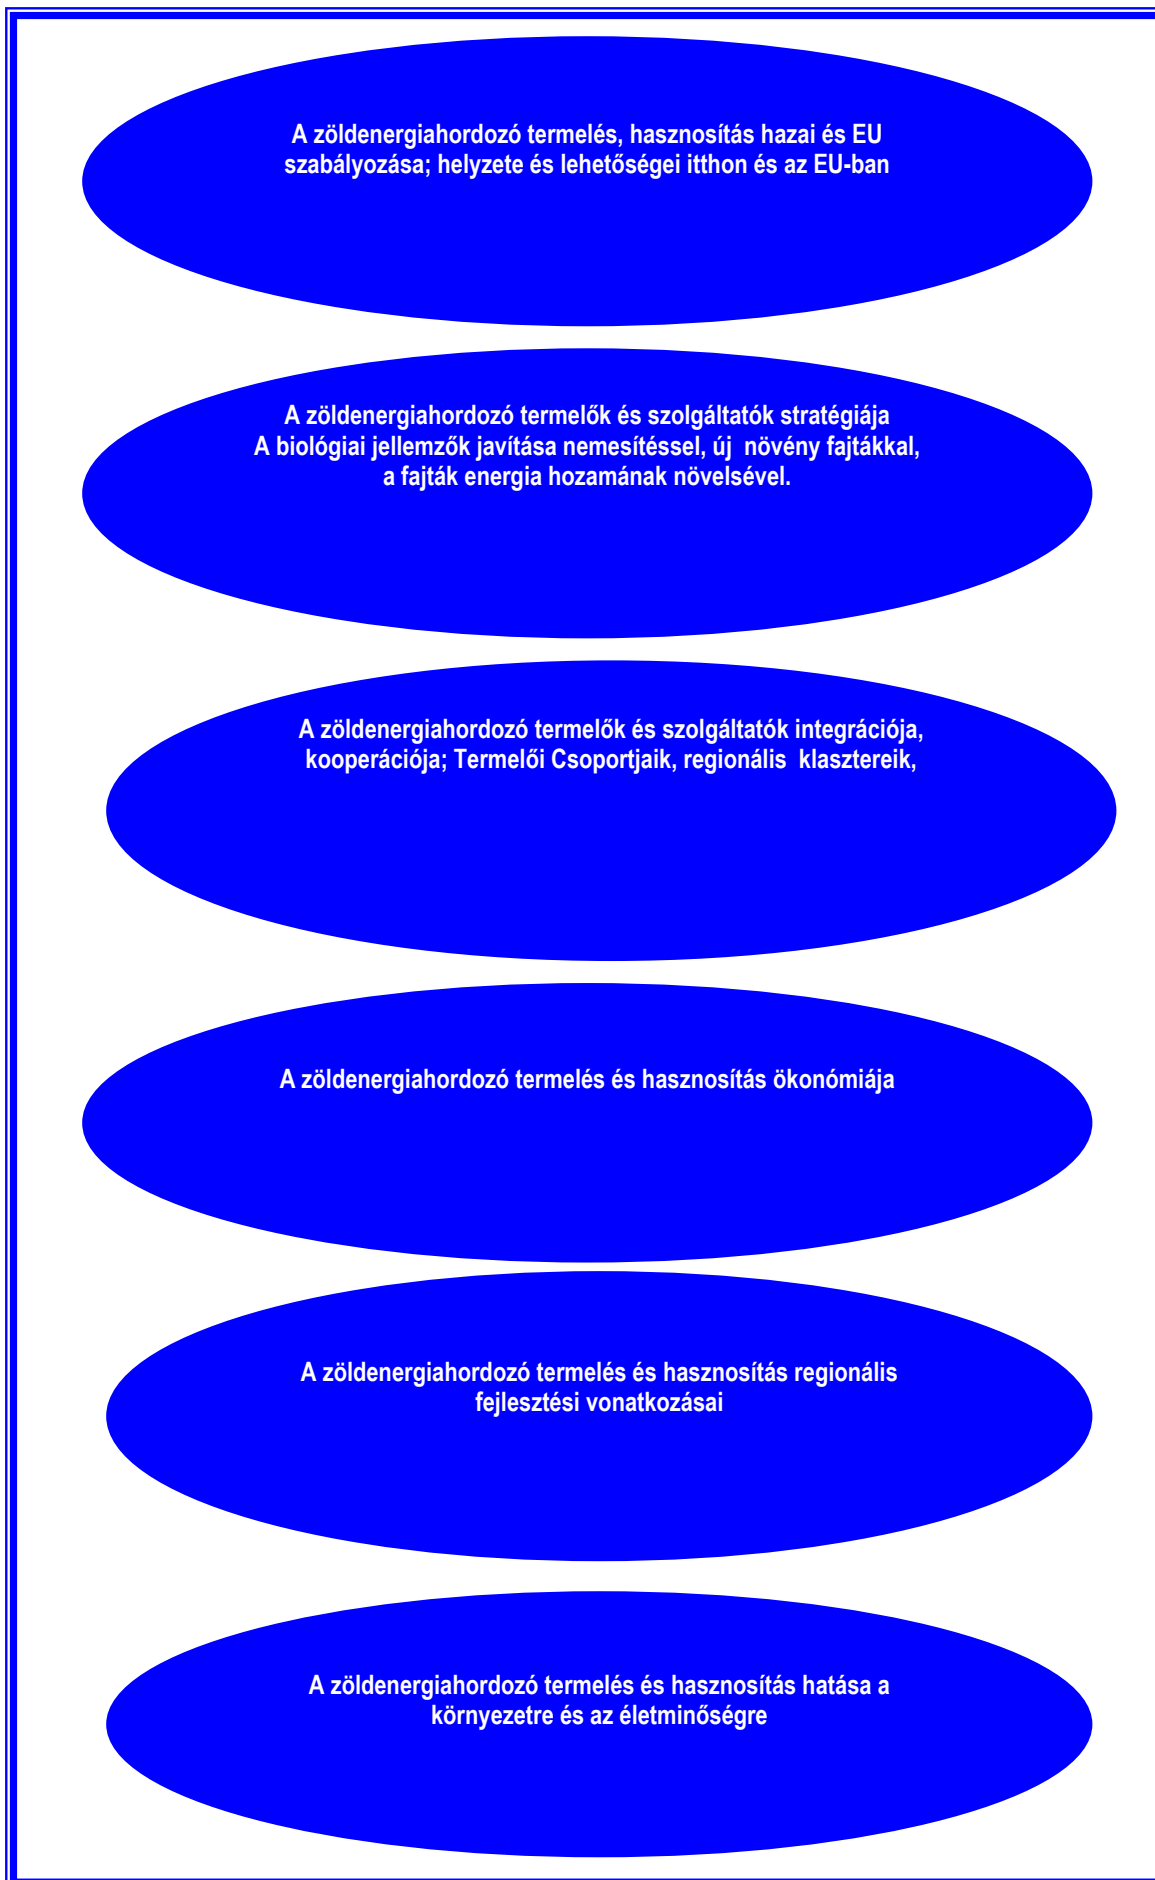 A zöldenergiahordozó termelés, hasznosítás hazai és EU
szabályozása; helyzete és lehetőségei itthon és az EU-ban
A zöldenergiahordozó termelők és szolgáltatók stratégiája
A biológiai jellemzők javítása nemesítéssel, új  növény fajtákkal,
a fajták energia hozamának növelsével.
A zöldenergiahordozó termelők és szolgáltatók integrációja,
kooperációja; Termelői Csoportjaik, regionális  klasztereik,
A zöldenergiahordozó termelés és hasznosítás ökonómiája
A zöldenergiahordozó termelés és hasznosítás regionális
fejlesztési vonatkozásai
A zöldenergiahordozó termelés és hasznosítás hatása a
környezetre és az életminőségre